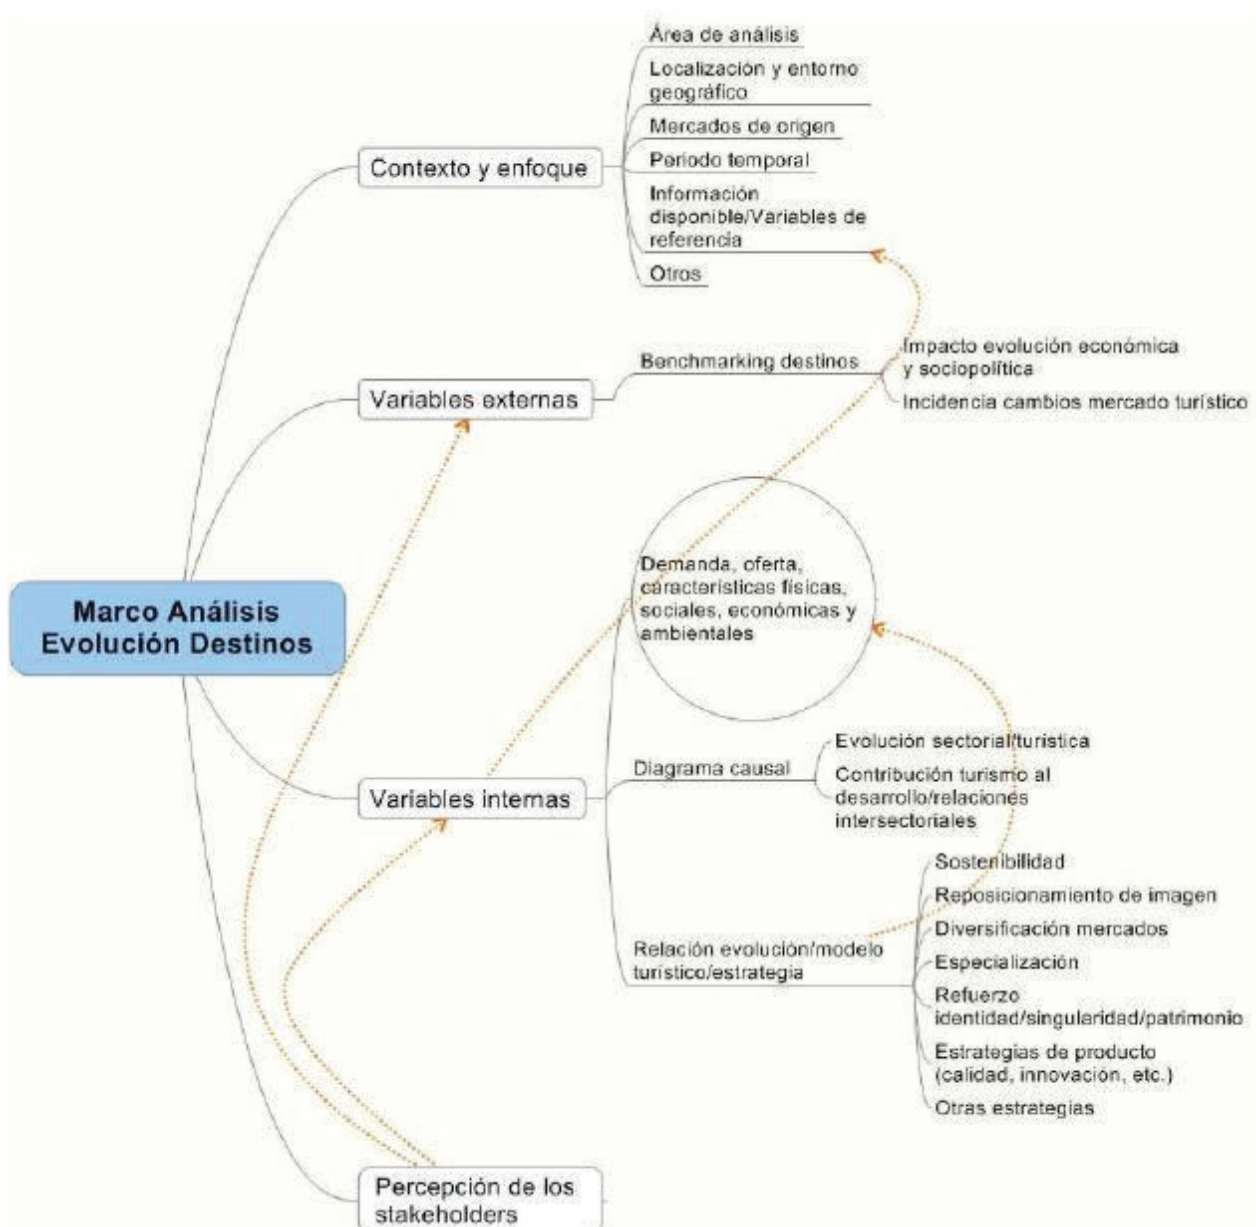 Área de análisis
Localización y entorno
geográfico
Mercados de origen
Periodo temporal
Información
disponible/Variables de
referencia
Otros
Contexto y enfoque
Benchmarking destinos
Impacto evolución económica
y sociopolítica
Incidencia cambios mercado turístico
Variables externas
Demanda, oferta,
características físicas,
sociales, económicas y
ambientales
Marco Análisis
Evolución Destinos
Evolución sectorial/turística
Diagrama causal
Contribución turismo al
desarrollo/relaciones
intersectoriales
Variables internas
Sostenibilidad
Reposicionamiento de imagen
Diversificación mercados
Relación evolución/modelo
turístico/estrategia
Especialización
Refuerzo
identidad/singularidad/patrimonio
Estrategias de producto
(calidad, innovación, etc.)
Otras estrategias
Percepción de los
stakeholders